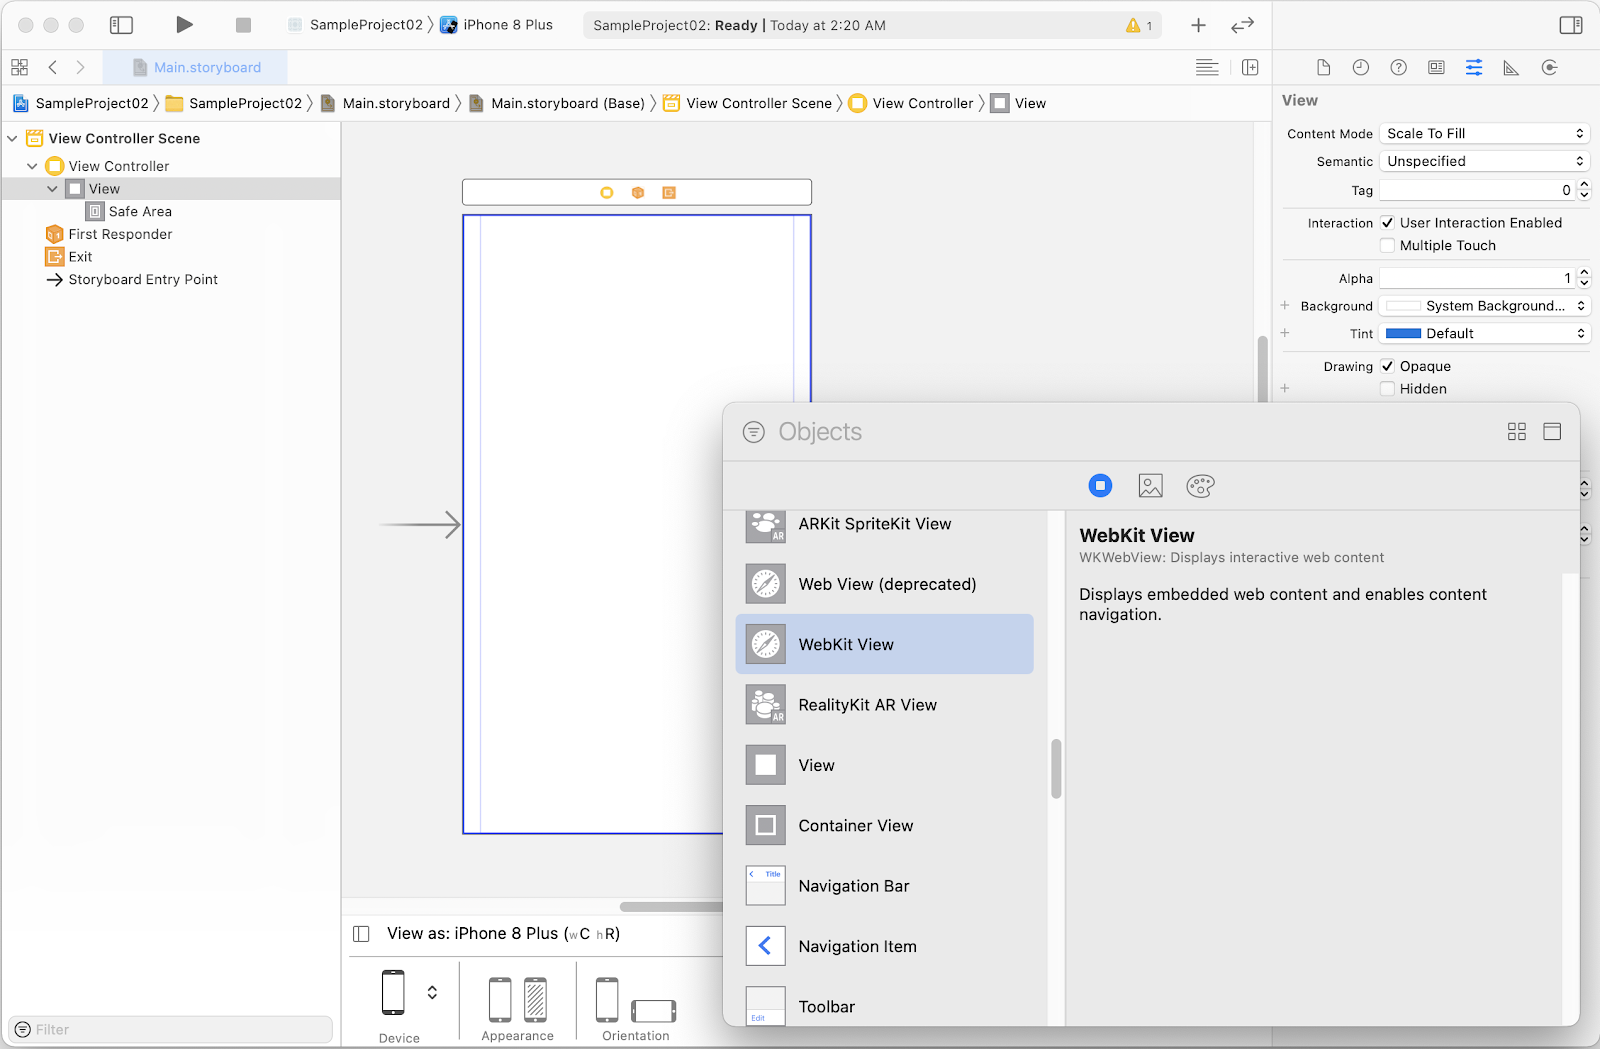 SampleProject02 iPhone 8 Plus
SampleProject02: Ready | Today at 2:20 AM
1
Main.storyboard
SampleProject02 SampleProject02 Main.storyboard Main.storyboard (Base) View Controller Scene View Controller View
View Controller Scene
View Controller
View
Safe Area
First Responder
Exit
Storyboard Entry Point
Filter
View as: iPhone 8 Plus (wC hR)
Device
Appearance
Orientation
View
Content Mode Scale To Fill
Semantic Unspecified
Tag 0
Interaction User Interaction Enabled
Multiple Touch
Alpha 1
Background System Background...
Tint Default
Drawing Opaque
Hidden
Objects
AR ARKit SpriteKit View
Web View (deprecated)
WebKit View
AR RealityKit AR View
View
Container View
Title Navigation Bar
Navigation Item
Edit Toolbar
WebKit View
WKWebView: Displays interactive web content
Displays embedded web content and enables content
navigation.